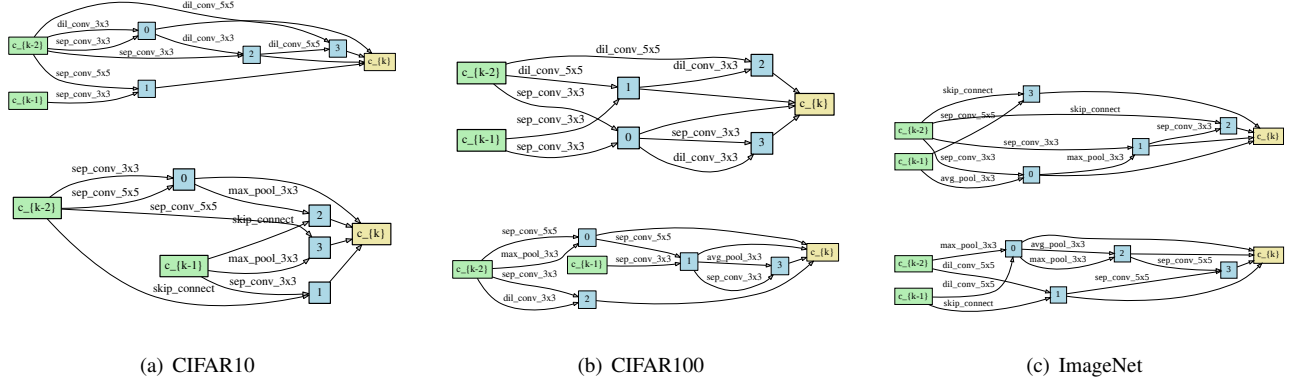 dil_conv_5x5
dil_conv_3x3
0
c_{k-2}
sep_conv_3x3
dil_conv_3x3
dil_conv_5x5
3
sep_conv_3x3
2
c_{k}
sep_conv_5x5
1
c_{k-1}
sep_conv_3x3
sep_conv_3x3
0
sep_conv_5x5
max_pool_3x3
c_{k-2}
sep_conv_5x5
skip_connect
2
c_{k}
3
c_{k-1}
max_pool_3x3
sep_conv_3x3
skip_connect
1
(a) CIFAR10
dil_conv_5x5
c_{k-2}
dil_conv_5x5
dil_conv_3x3
2
sep_conv_3x3
1
c_{k}
sep_conv_3x3
c_{k-1}
0
sep_conv_3x3
3
sep_conv_3x3
dil_conv_3x3
sep_conv_5x5
0
sep_conv_5x5
c_{k}
max_pool_3x3
c_{k-2}
c_{k-1}
sep_conv_3x3
1
avg_pool_3x3
3
sep_conv_3x3
sep_conv_3x3
dil_conv_3x3
2
(b) CIFAR100
skip_connect
3
skip_connect
c_{k-2}
sep_conv_5x5
2
sep_conv_3x3
c_{k}
sep_conv_3x3
1
c_{k-1}
sep_conv_3x3
max_pool_3x3
avg_pool_3x3
0
max_pool_3x3
0
avg_pool_3x3
c_{k-2}
max_pool_3x3
2
c_{k}
dil_conv_5x5
sep_conv_5x5
3
dil_conv_5x5
sep_conv_5x5
c_{k-1}
1
skip_connect
(c) ImageNet